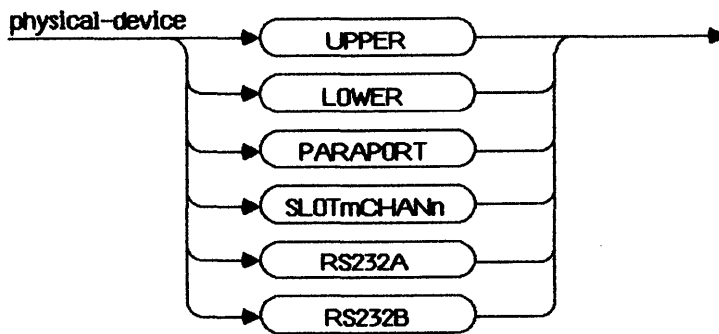 physical-device
UPPER
LOWER
PARAPORT
SLOTmCHANn
RS232A
RS232B